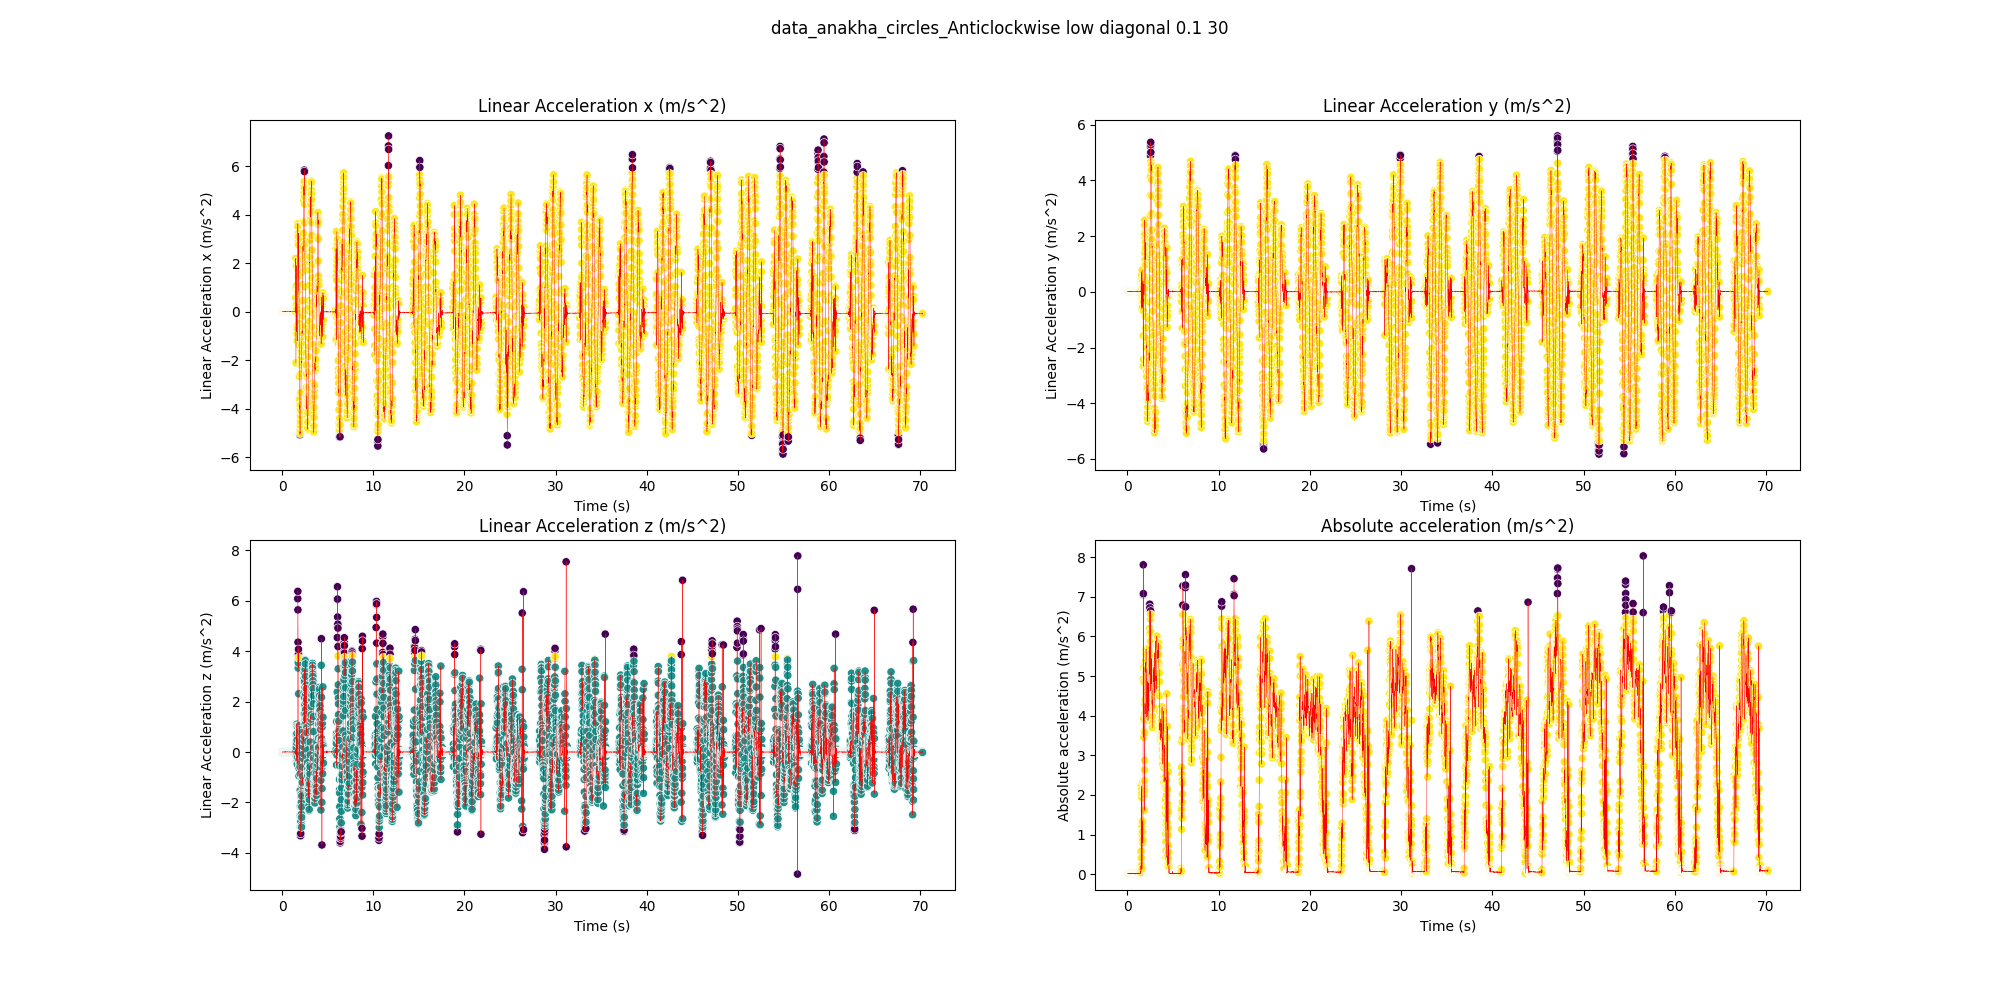 data_anakha_circles_Anticlockwise low diagonal 0.1 30
Linear Acceleration x (m/s^2)
Linear Acceleration x (m/s^2)
6
4
2
0
−2
−4
−6
0 10 20 30 40 50 60 70
Time (s)
Linear Acceleration y (m/s^2)
Linear Acceleration y (m/s^2)
6
4
2
0
−2
−4
−6
0 10 20 30 40 50 60 70
Time (s)
Linear Acceleration z (m/s^2)
Linear Acceleration z (m/s^2)
8
6
4
2
0
−2
−4
0 10 20 30 40 50 60 70
Time (s)
Absolute acceleration (m/s^2)
Absolute acceleration (m/s^2)
8
7
6
5
4
3
2
1
0
0 10 20 30 40 50 60 70
Time (s)